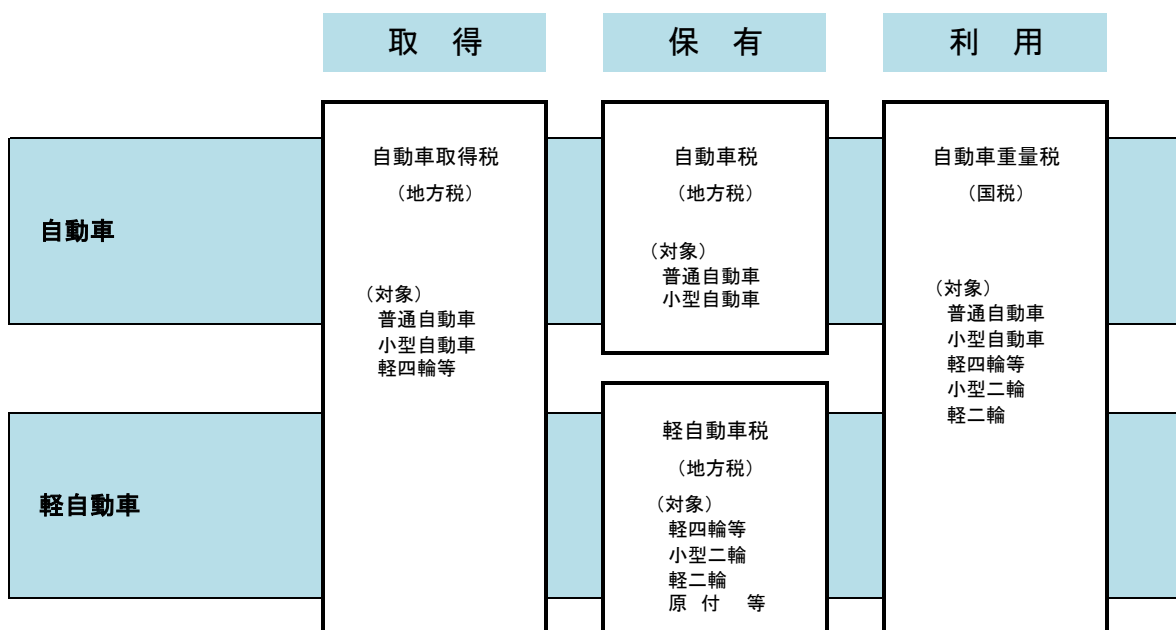 取 得
保 有
利 用
自動車
自動車取得税
（地方税）
（対象）
普通自動車
小型自動車
軽四輪等
自動車税
（地方税）
（対象）
普通自動車
小型自動車
自動車重量税
（国税）
（対象）
普通自動車
小型自動車
軽四輪等
小型二輪
軽二輪
軽自動車
軽自動車税
（地方税）
（対象）
軽四輪等
小型二輪
軽二輪
原 付 等